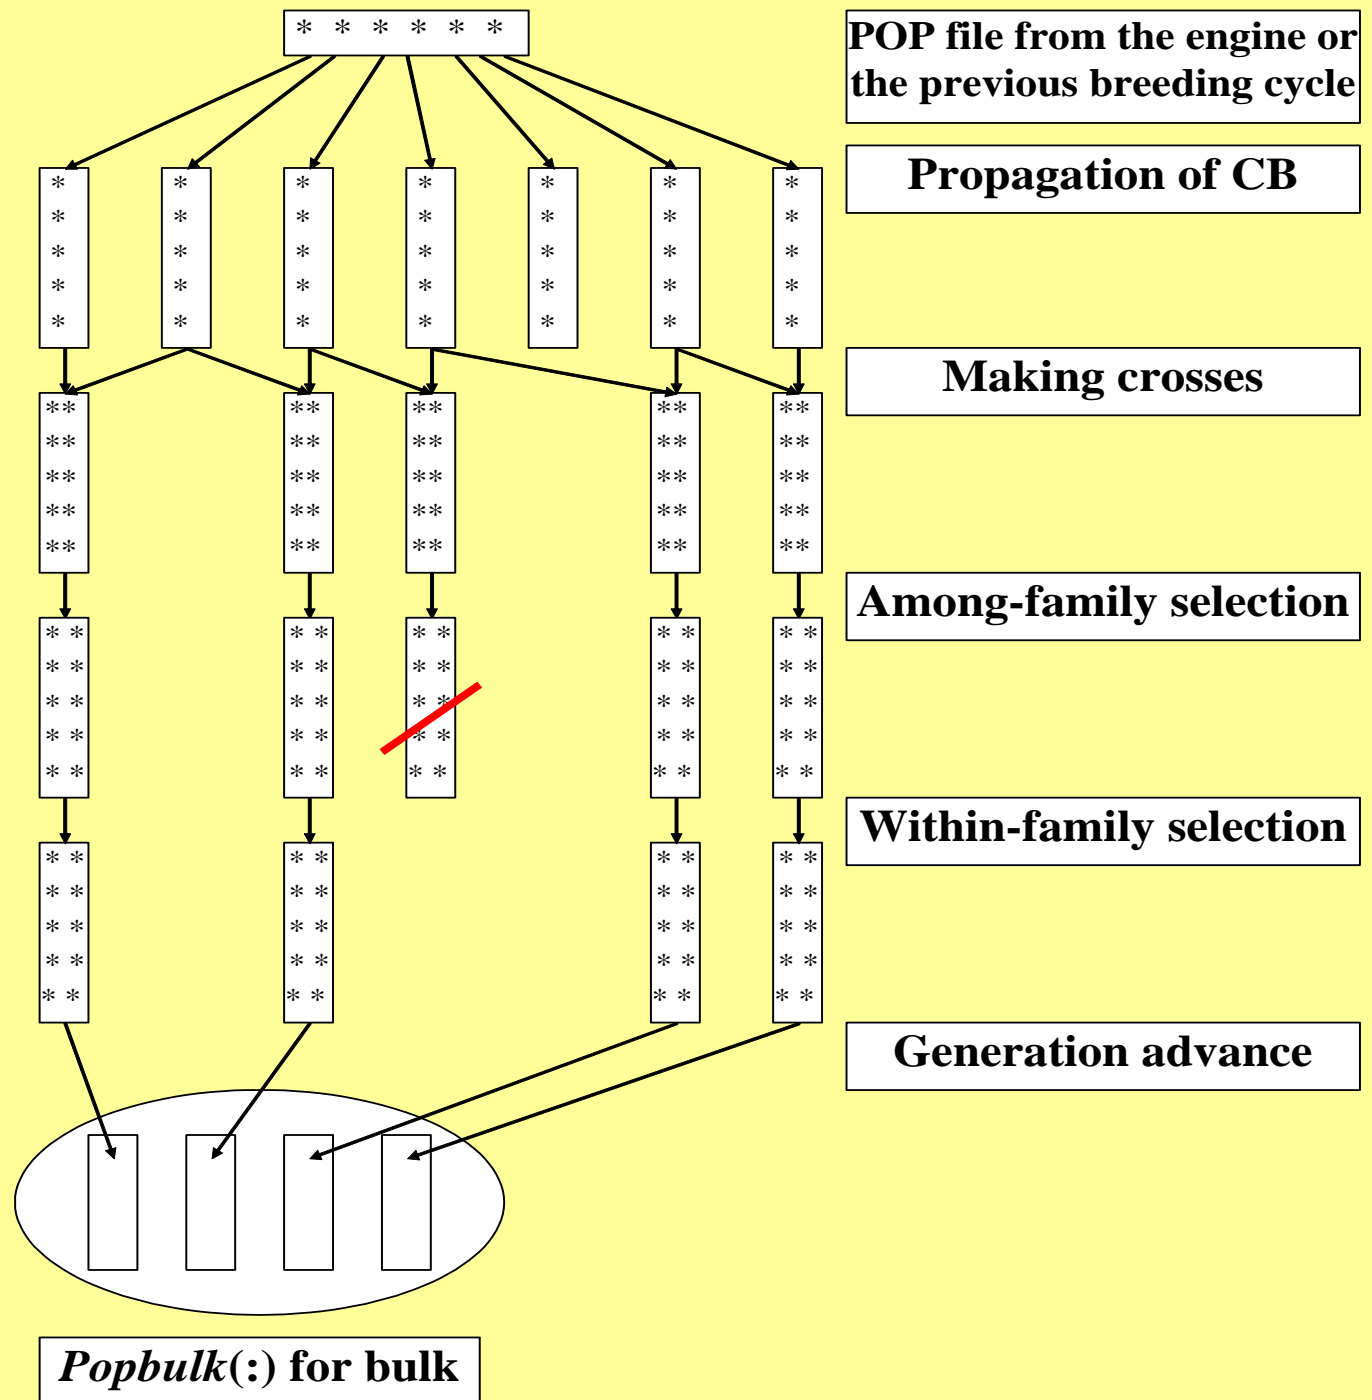 * * * * * *
POP file from the engine or
the previous breeding cycle
Propagation of CB
* * * * * * *
* * * * * * *
* * * * * * *
* * * * * * *
* * * * * * *
Making crosses
** ** ** ** **
** ** ** ** **
** ** ** ** **
** ** ** ** **
** ** ** ** **
Among-family selection
* * * * * * * * * *
* * * * * * * * * *
* * * * * * * * * *
* * * * * * * * * *
* * * * * * * * * *
Within-family selection
* * * * * * * *
* * * * * * * *
* * * * * * * *
* * * * * * * *
* * * * * * * *
Generation advance
Popbulk(:) for bulk